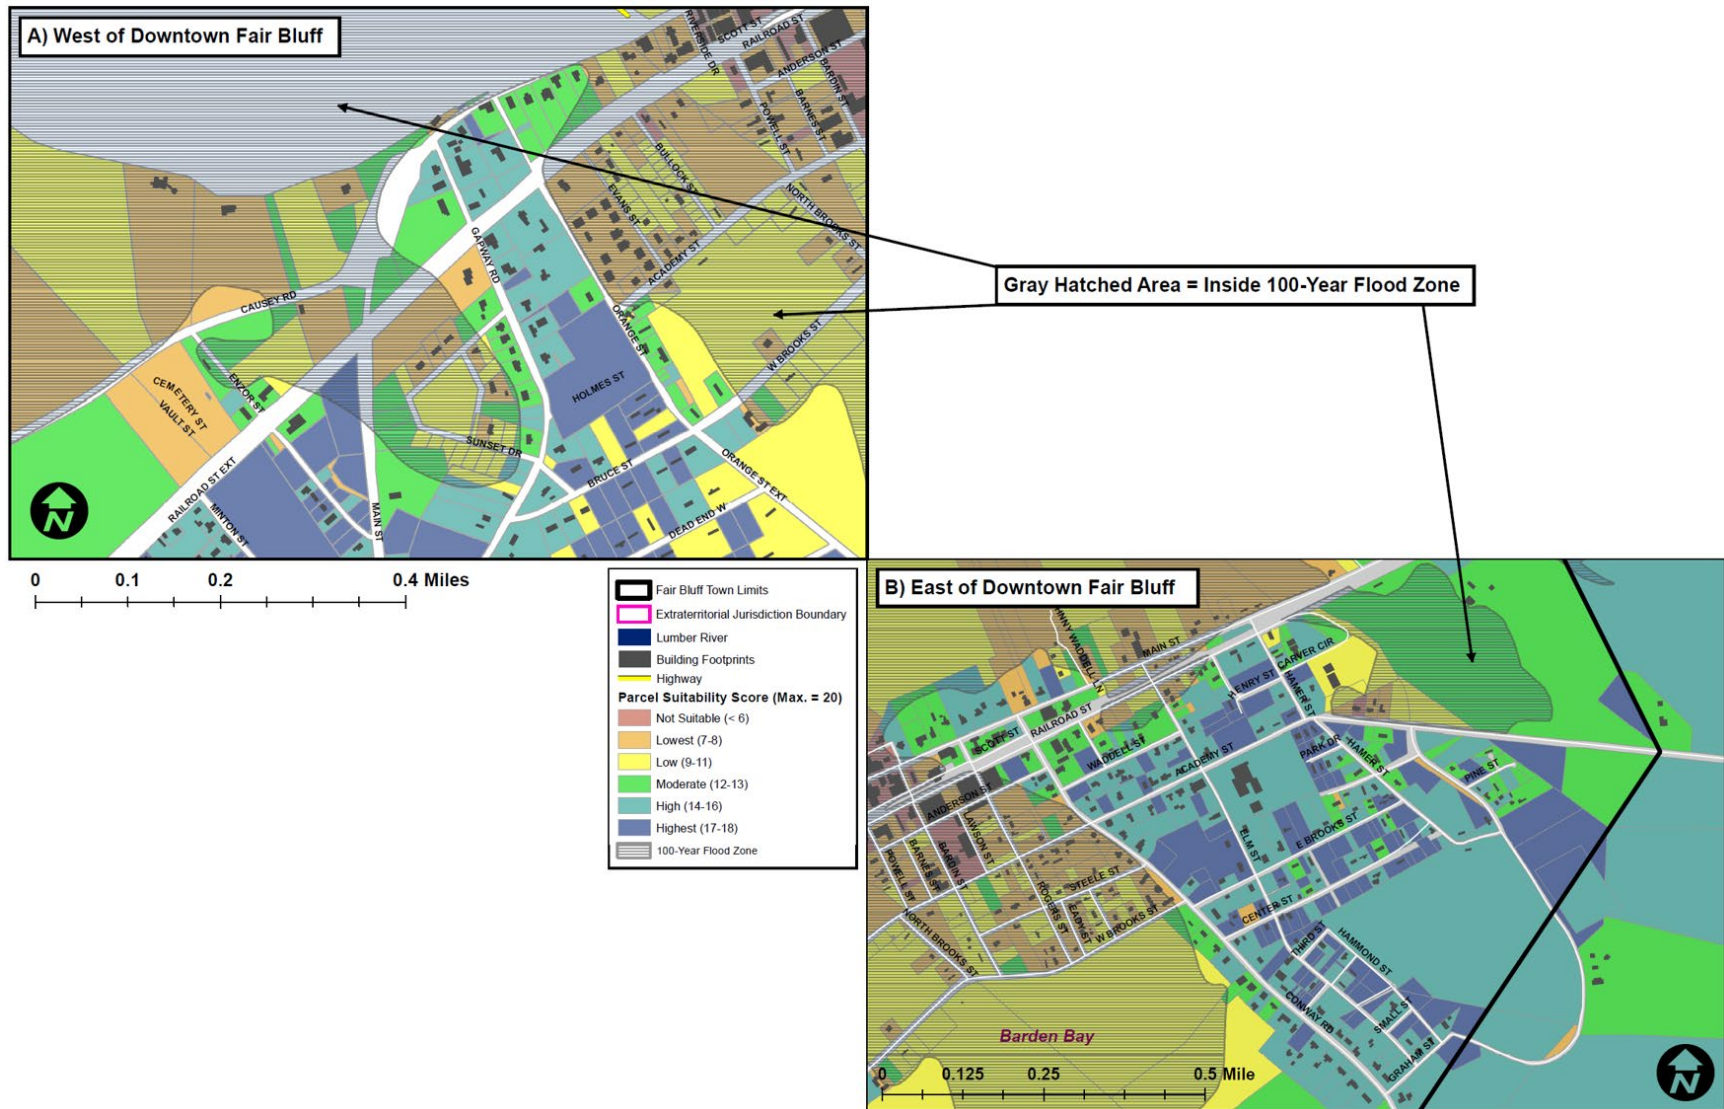 A) West of Downtown Fair Bluff
RIVERSIDE DR
SCOTT ST
RAILROAD ST
ANDERSON ST
BARDIN ST
BARNES ST
POWELL ST
BULLOCK ST
EVANS ST
NORTH BROOKS ST
ACADEMY ST
GAPWAY RD
ORANGE ST
W BROOKS ST
CAUSEY RD
HOLMES ST
CEMETERY ST
VAULT ST
ENZOR ST
SUNSET DR
BRUCE ST
ORANGE ST EXT
RAILROAD ST EXT
MINTON ST
MAIN ST
DEAD END W
N
Gray Hatched Area = Inside 100-Year Flood Zone
0 0.1 0.2 0.4 Miles
Fair Bluff Town Limits
Extraterritorial Jurisdiction Boundary
Lumber River
Building Footprints
Highway
Parcel Suitability Score (Max. = 20)
Not Suitable (< 6)
Lowest (7-8)
Low (9-11)
Moderate (12-13)
High (14-16)
Highest (17-18)
100-Year Flood Zone
B) East of Downtown Fair Bluff
MAIN ST
CARVER CIR
HENRY ST
HAMER ST
RAILROAD ST
SCOTT ST
WADDELL ST
ACADEMY ST
PARK DR
HAMER ST
PINE ST
ANDERSON ST
LAWSON ST
BARDIN ST
BARNES ST
POWELL ST
ELM ST
E BROOKS ST
STEELE ST
ROGERS ST
EADY ST
W BROOKS ST
NORTH BROOKS ST
CENTER ST
THIRD ST
HAMMOND ST
CONWAY RD
SMALL ST
GRAHAM ST
Barden Bay
0 0.125 0.25 0.5 Mile
N